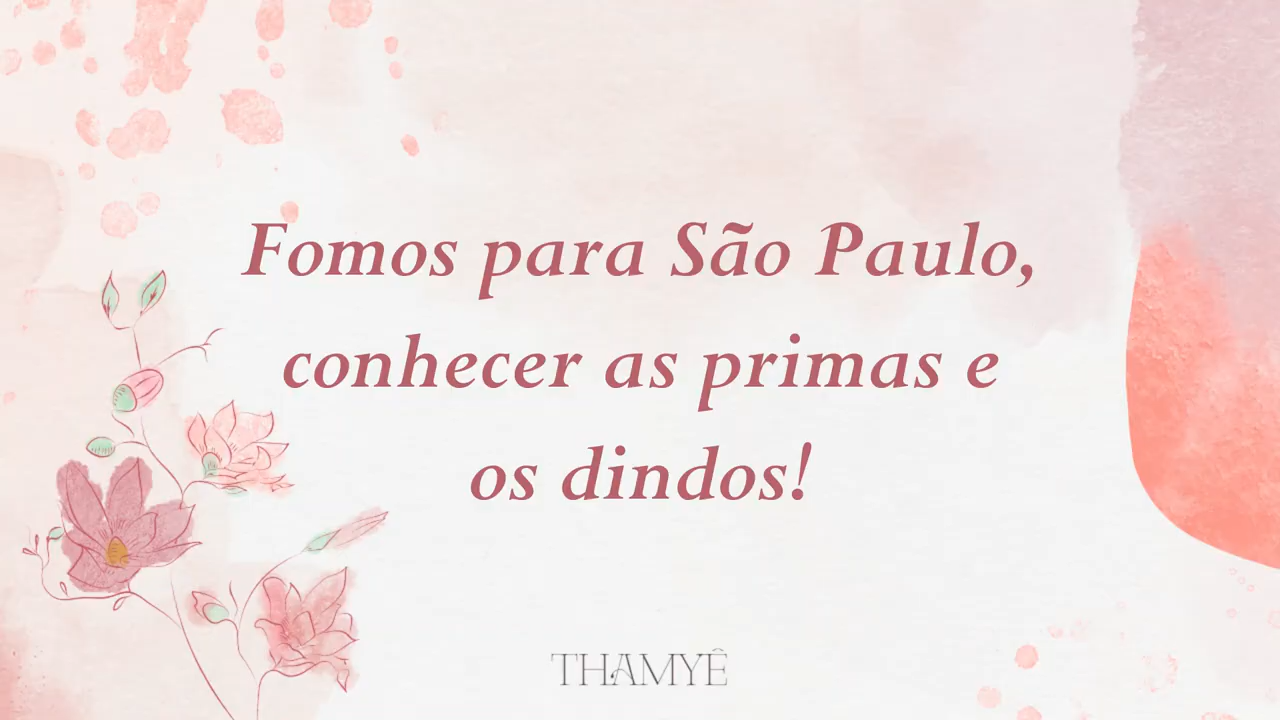 Fomos para São Paulo,
conhecer as primas e
os dindos!
THAMYÊ